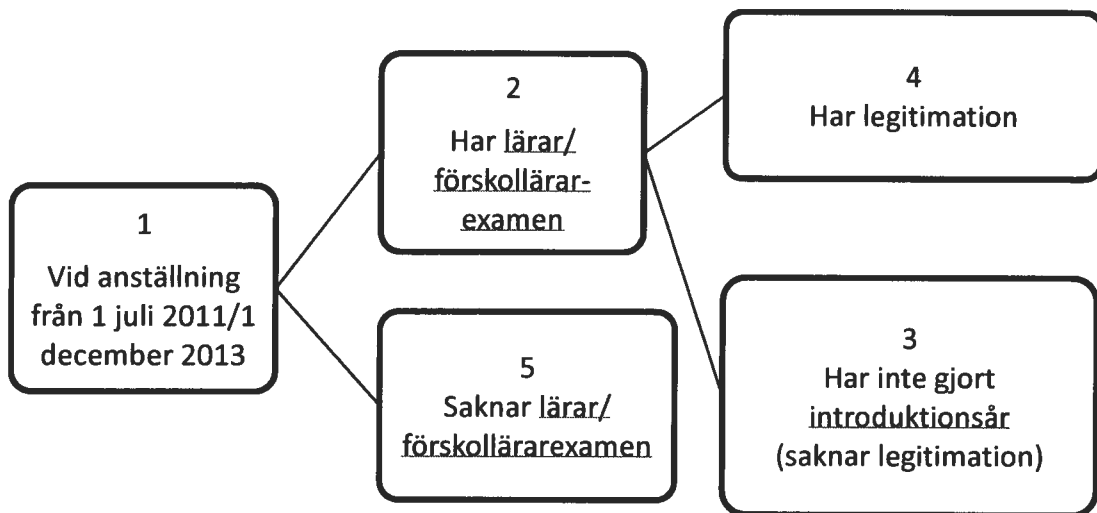 1
Vid anställning
från 1 juli 2011/1
december 2013
2
Har lärar/
förskollärar-
examen
5
Saknar lärar/
förskollärarexamen
4
Har legitimation
3
Har inte gjort
introduktionsår
(saknar legitimation)